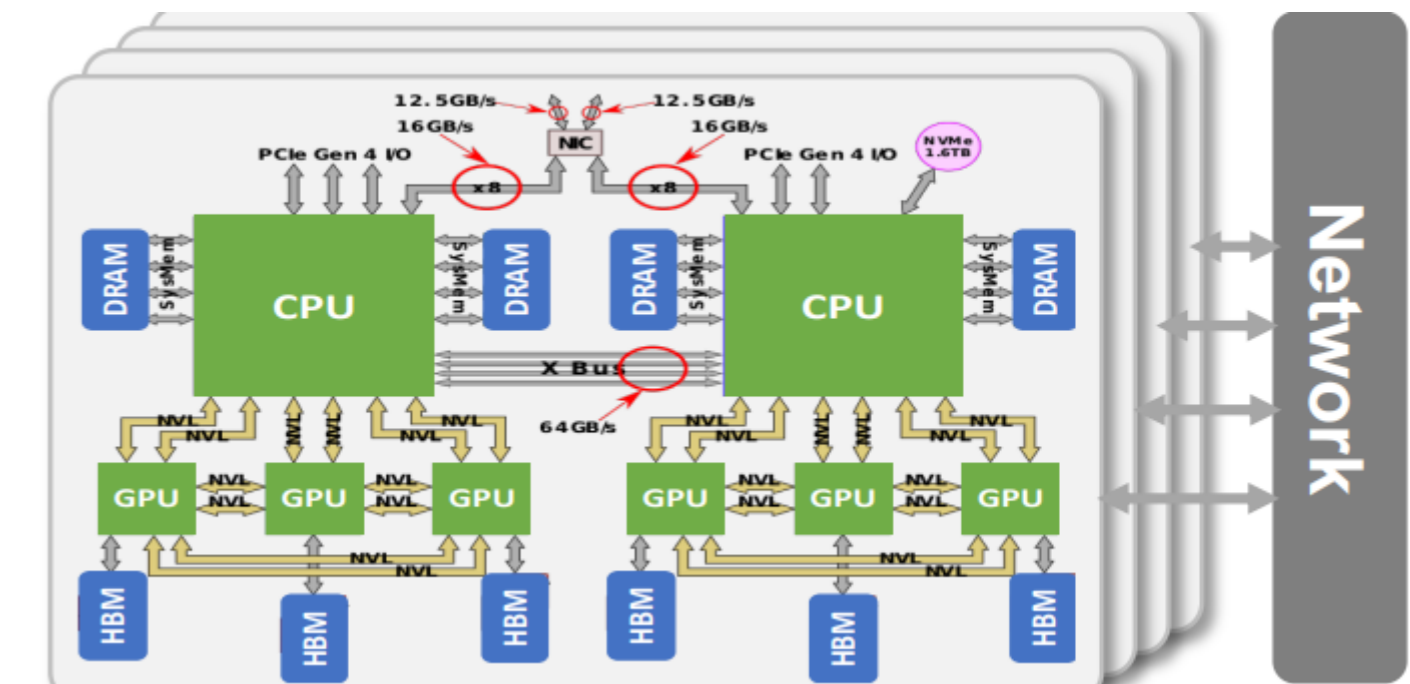 12.5GB/s
12.5GB/s
16GB/s
16GB/s
NIC
PCIe Gen 4 I/O
PCIe Gen 4 I/O
NVMe
1.6TB
x8
x8
DRAM
SysMem
CPU
SysMem
DRAM
DRAM
SysMem
CPU
SysMem
DRAM
X Bus
64GB/s
NVL
NVL
NVL
NVL
NVL
NVL
NVL
NVL
NVL
NVL
NVL
NVL
GPU
NVL
NVL
GPU
NVL
NVL
GPU
GPU
NVL
NVL
GPU
NVL
NVL
GPU
NVL
NVL
NVL
NVL
HBM
HBM
HBM
HBM
HBM
HBM
Network